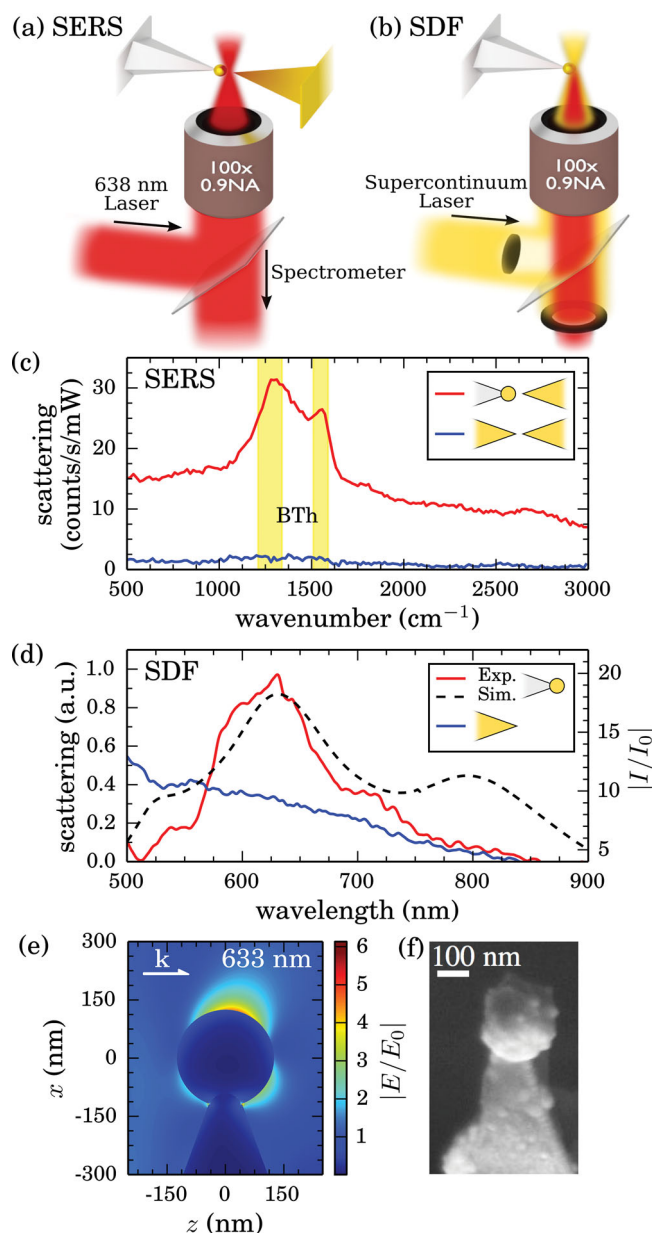 (a) SERS
(b) SDF
100x
0.9NA
638 nm
Laser
Spectrometer
100x
0.9NA
Supercontinuum
Laser
(c)
SERS
BTh
scattering
(counts/s/mW)
30
25
20
10
0
500 1000 1500 2000 2500 3000
wavenumber (cm⁻¹)
(d)
SDF
Exp.
Sim.
scattering (a.u.)
1.0
0.8
0.6
0.4
0.2
0.0
20
15
10
5
|I/I₀|
500 600 700 800 900
wavelength (nm)
(e)
k
633 nm
x (nm)
300
150
0
-150
-300
-150 0 150
z (nm)
6
5
4
3
2
1
|E/E₀|
(f)
100 nm